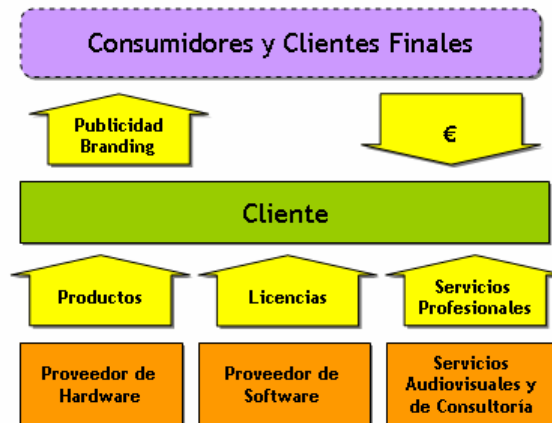 Consumidores y Clientes Finales
Publicidad
Branding
€
Cliente
Productos
Licencias
Servicios
Profesionales
Proveedor de
Hardware
Proveedor de
Software
Servicios
Audiovisuales y
de Consultoría